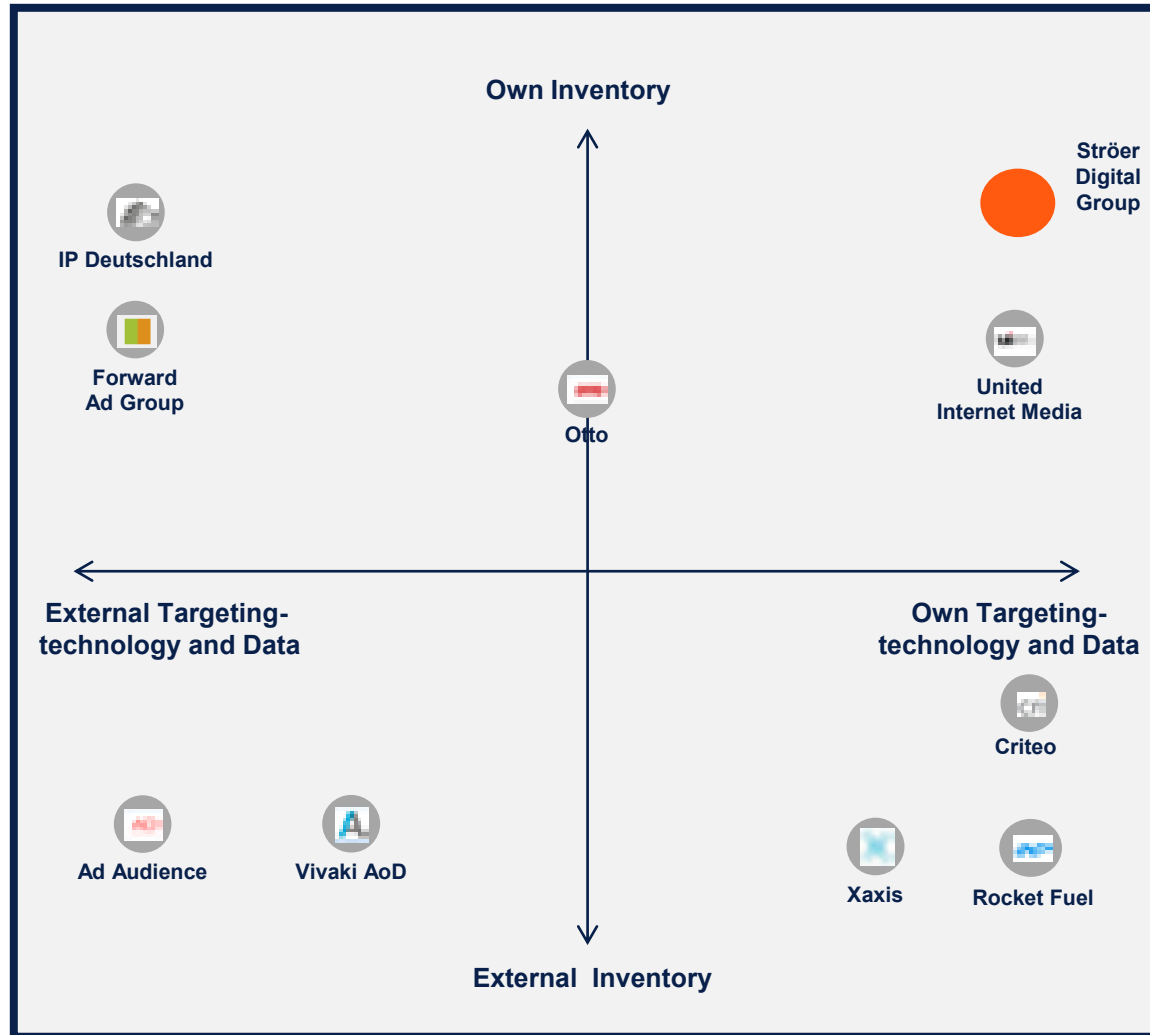 Own Inventory
Ströer
Digital
Group
IP Deutschland
Forward
Ad Group
United
Internet Media
Otto
External Targeting-
technology and Data
Own Targeting-
technology and Data
Criteo
Ad Audience
Vivaki AoD
Xaxis
Rocket Fuel
External Inventory